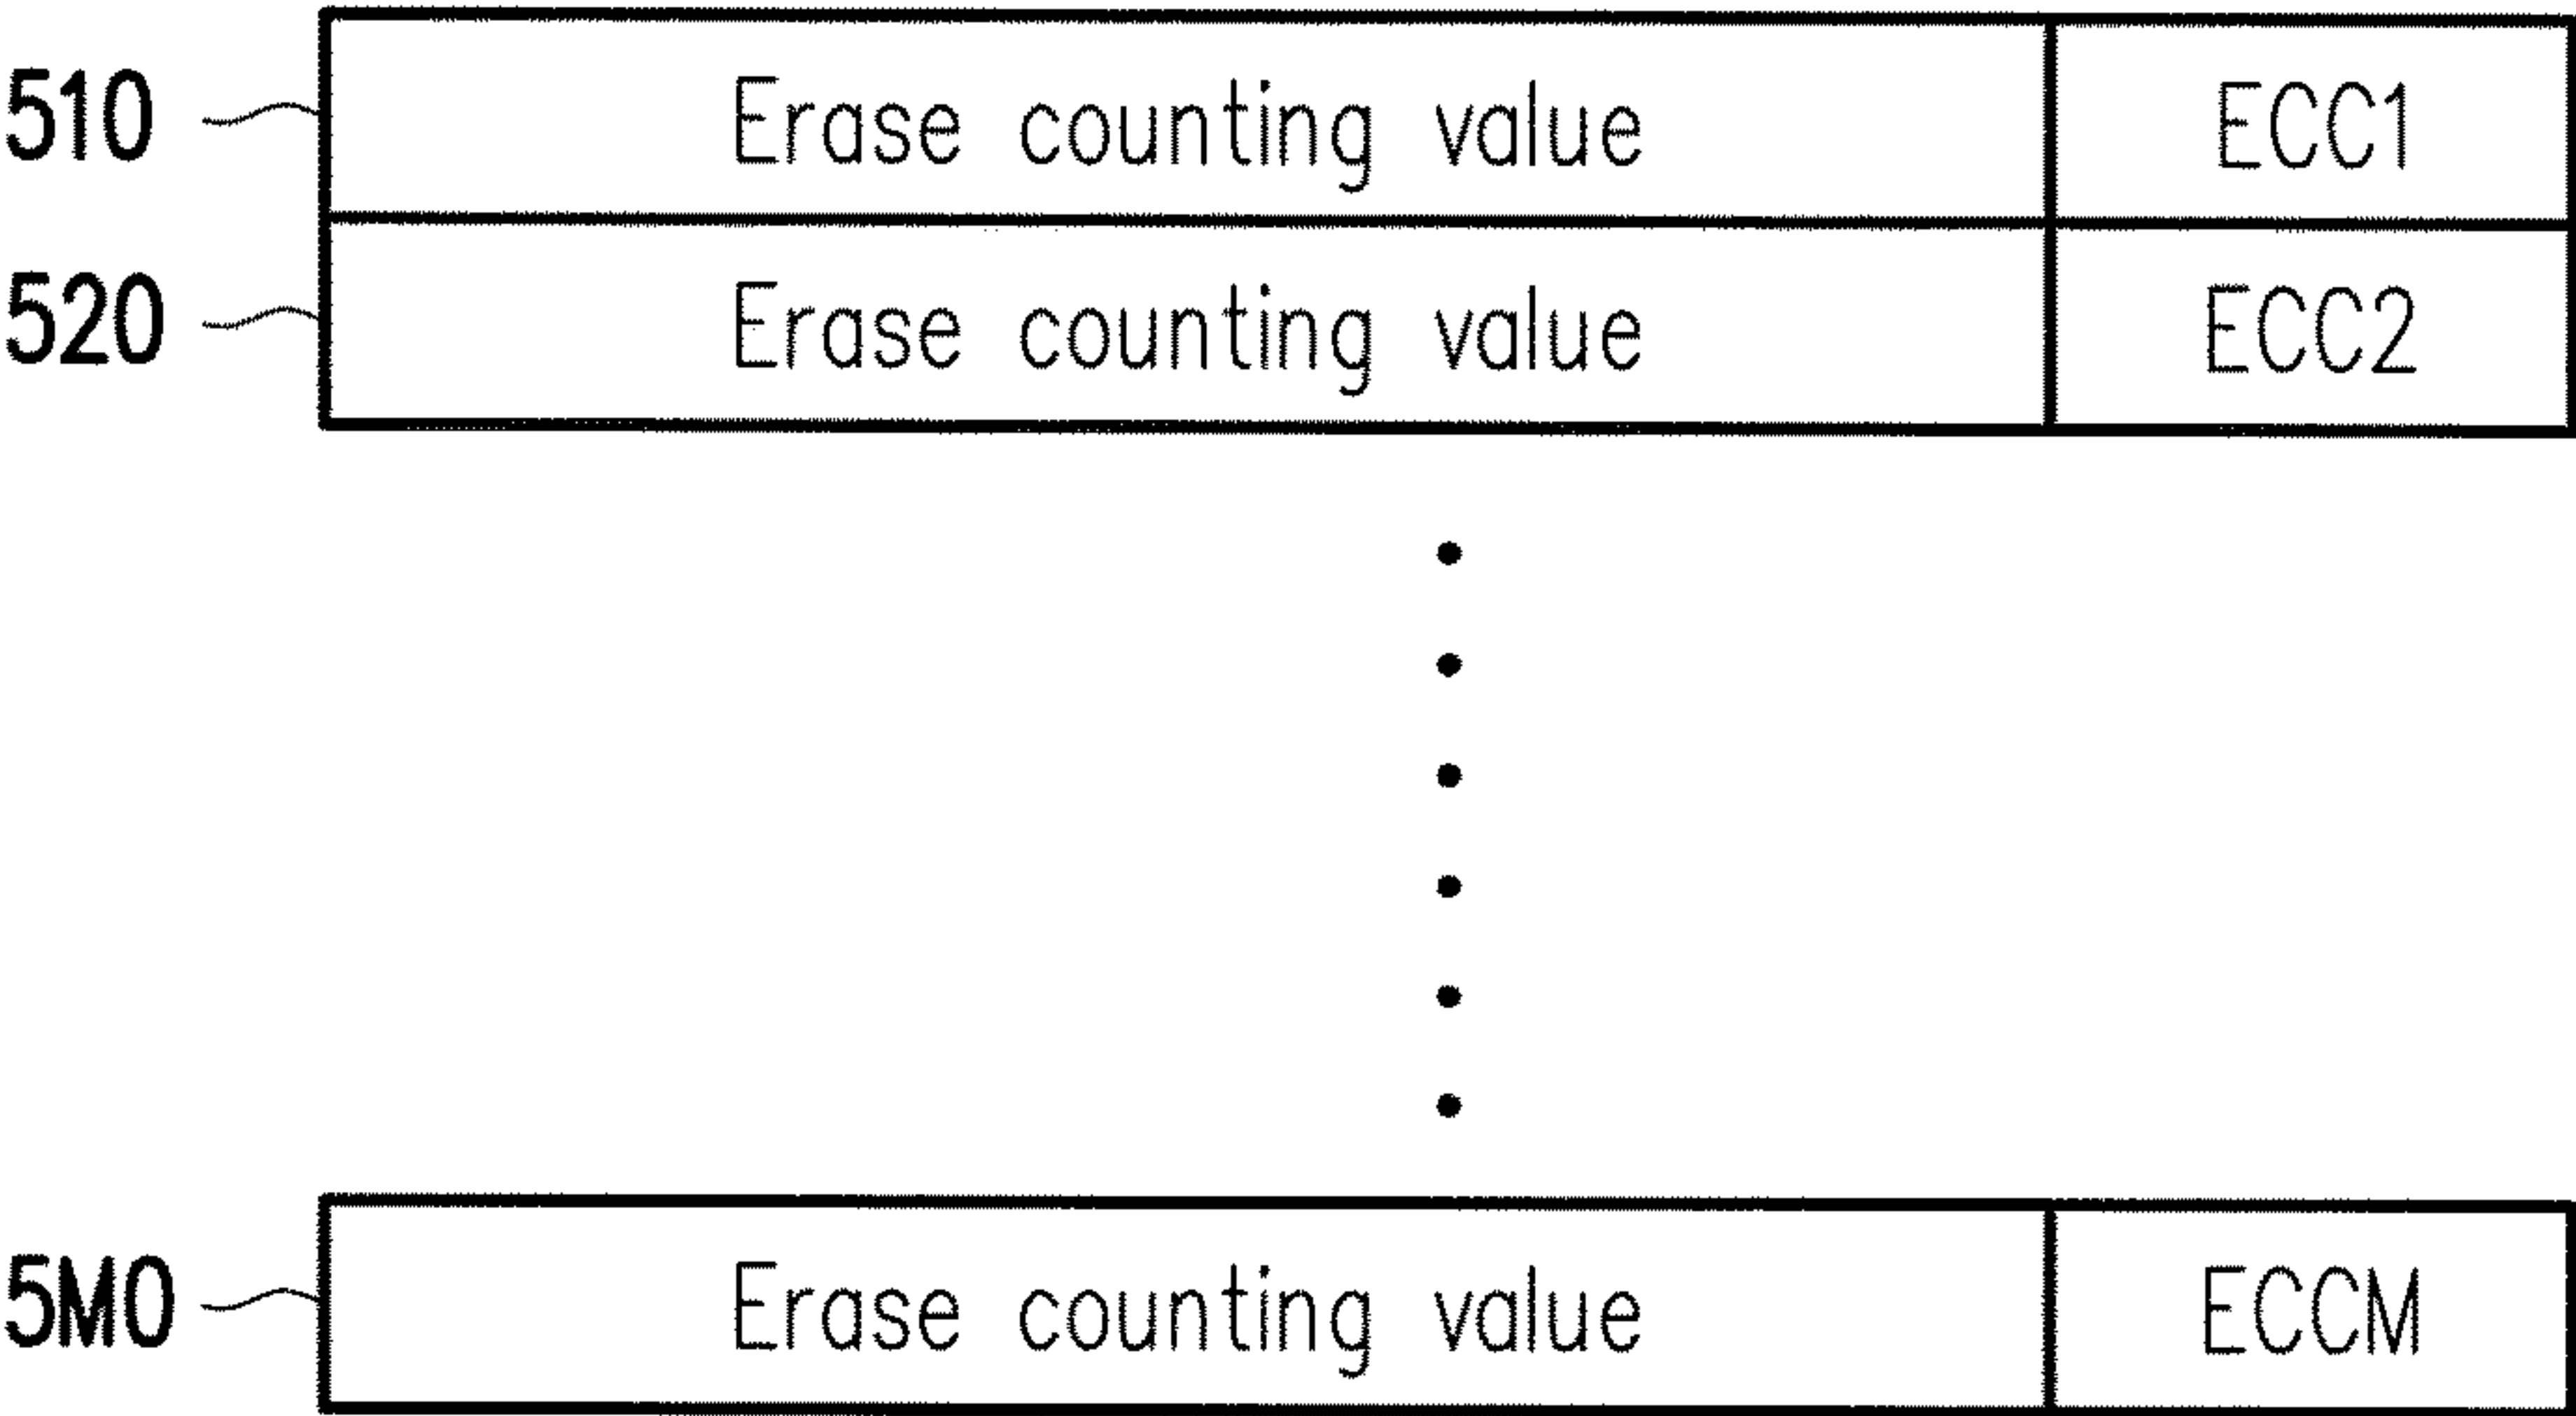 510 Erase counting value ECC1
520 Erase counting value ECC2
5M0 Erase counting value ECCM